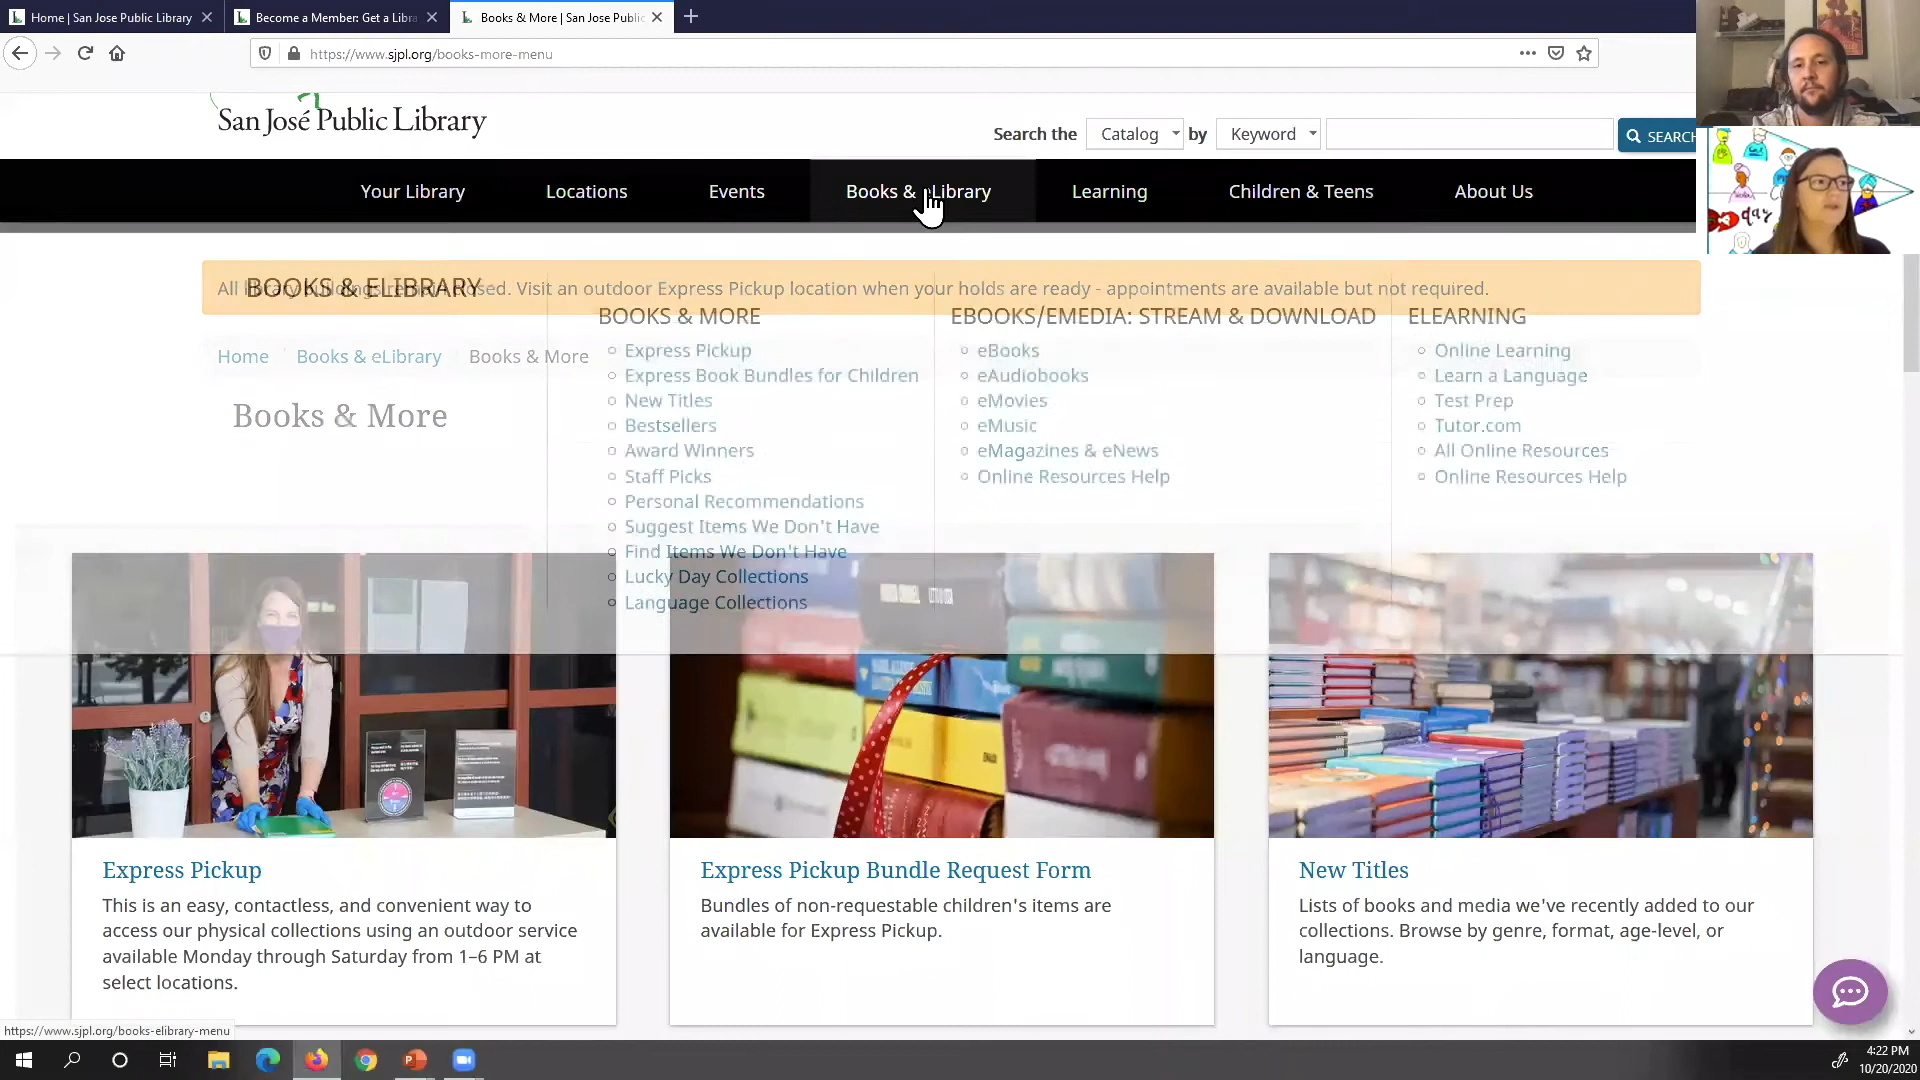 Home | San Jose Public Library
Become a Member: Get a Libra
Books & More | San Jose Public
https://www.sjpl.org/books-more-menu
San José Public Library
Search the Catalog by Keyword SEARCH
Your Library Locations Events Books & eLibrary Learning Children & Teens About Us
BOOKS & ELIBRARY
All library buildings remain closed. Visit an outdoor Express Pickup location when your holds are ready - appointments are available but not required.
Home Books & eLibrary Books & More
Books & More
BOOKS & MORE
Express Pickup
Express Book Bundles for Children
New Titles
Bestsellers
Award Winners
Staff Picks
Personal Recommendations
Suggest Items We Don't Have
Find Items We Don't Have
Lucky Day Collections
Language Collections
EBOOKS/EMEDIA: STREAM & DOWNLOAD
eBooks
eAudiobooks
eMovies
eMusic
eMagazines & eNews
Online Resources Help
ELEARNING
Online Learning
Learn a Language
Test Prep
Tutor.com
All Online Resources
Online Resources Help
day
Express Pickup
This is an easy, contactless, and convenient way to
access our physical collections using an outdoor service
available Monday through Saturday from 1–6 PM at
select locations.
Express Pickup Bundle Request Form
Bundles of non-requestable children's items are
available for Express Pickup.
New Titles
Lists of books and media we've recently added to our
collections. Browse by genre, format, age-level, or
language.
https://www.sjpl.org/books-elibrary-menu
4:22 PM
10/20/2020